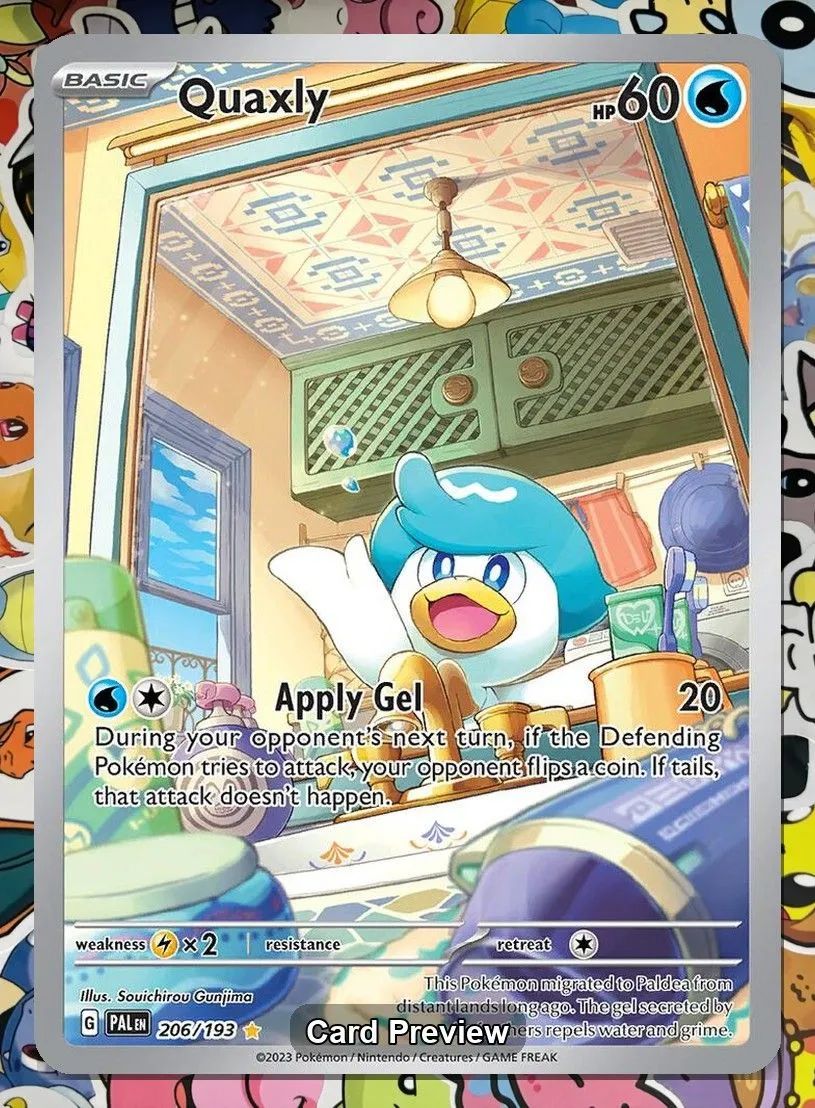 BASIC
Quaxly
HP 60
Apply Gel 20
During your opponent's next turn, if the Defending
Pokémon tries to attack, your opponent flips a coin. If tails,
that attack doesn't happen.
weakness ×2 resistance retreat
Illus. Souichirou Gunjima
This Pokémon migrated to Paldea from
distant lands long ago. The gel secreted by
hers repels water and grime.
G PAL EN 206/193
Card Preview
©2023 Pokémon / Nintendo / Creatures / GAME FREAK